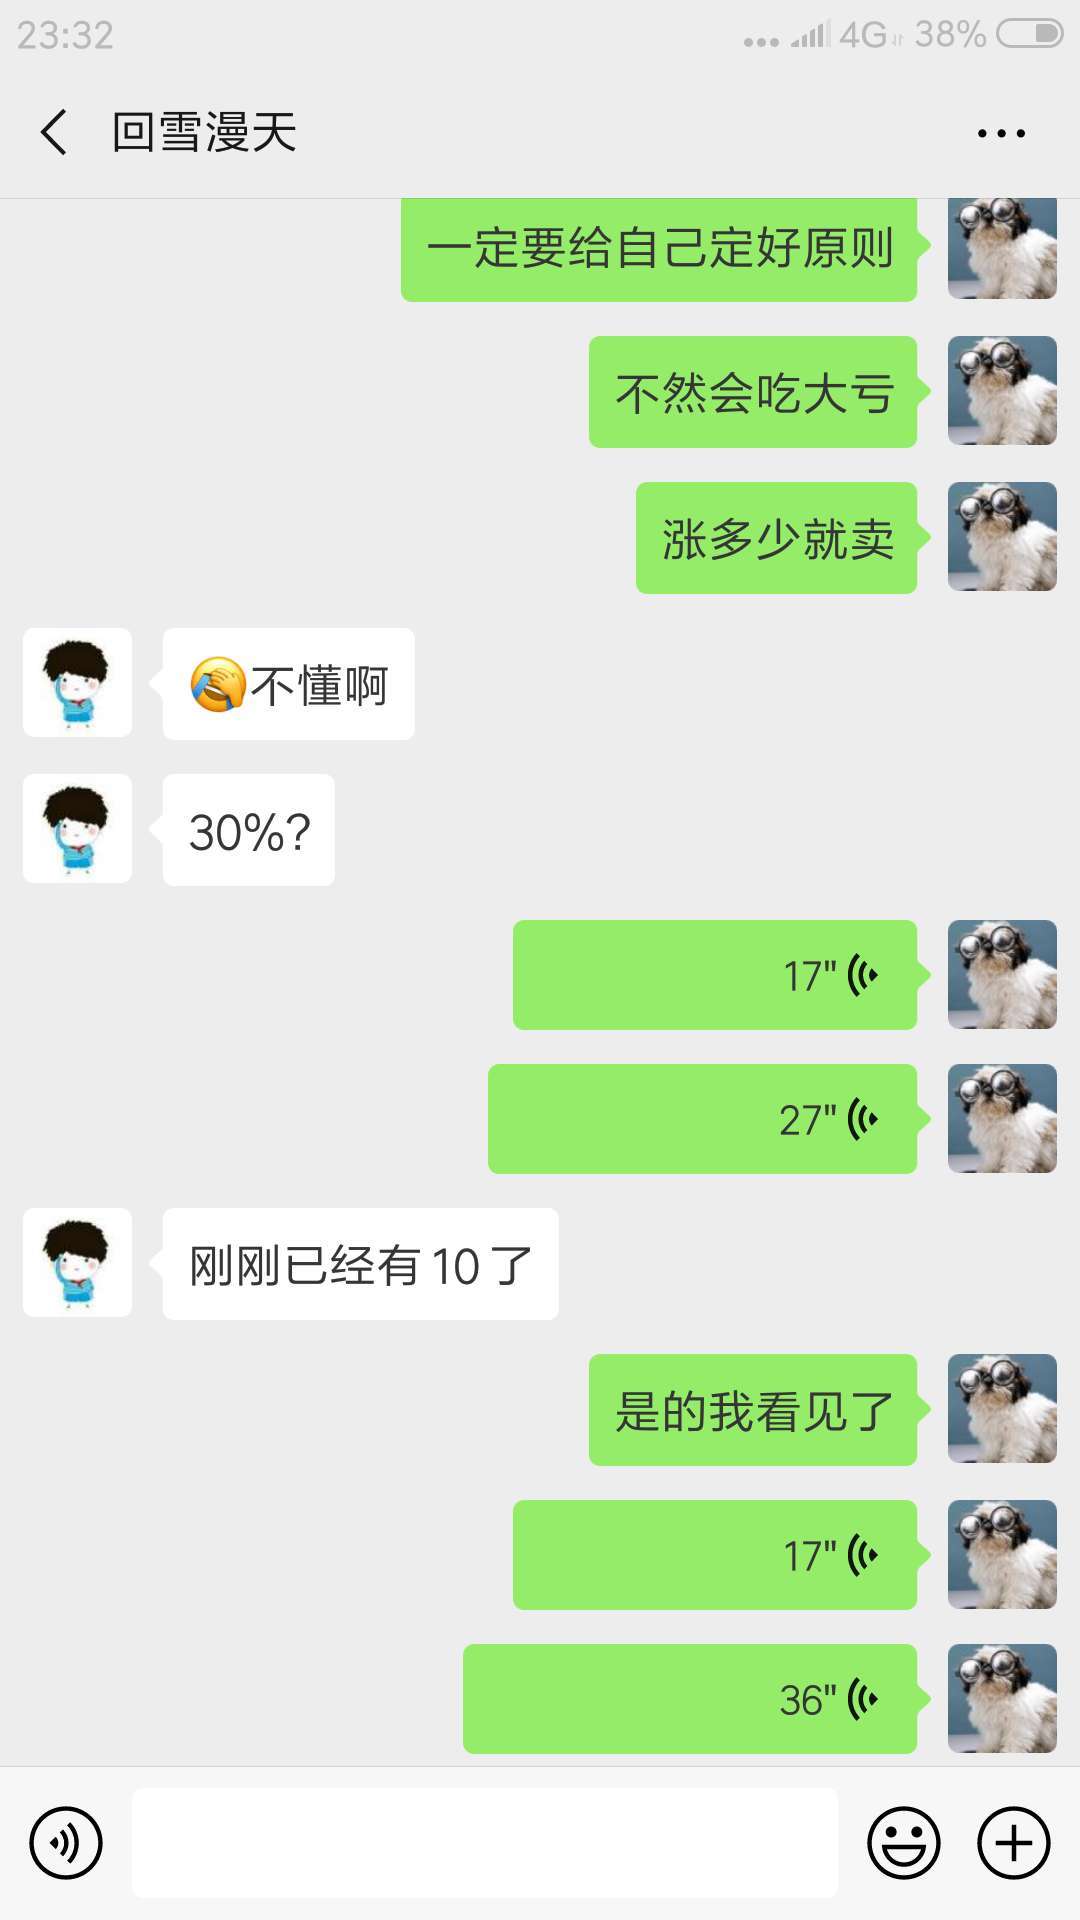 23:32 4G 38%
回雪漫天
一定要给自己定好原则
不然会吃大亏
涨多少就卖
🤣不懂啊
30%?
17"
27"
刚刚已经有10了
是的我看见了
17"
36"